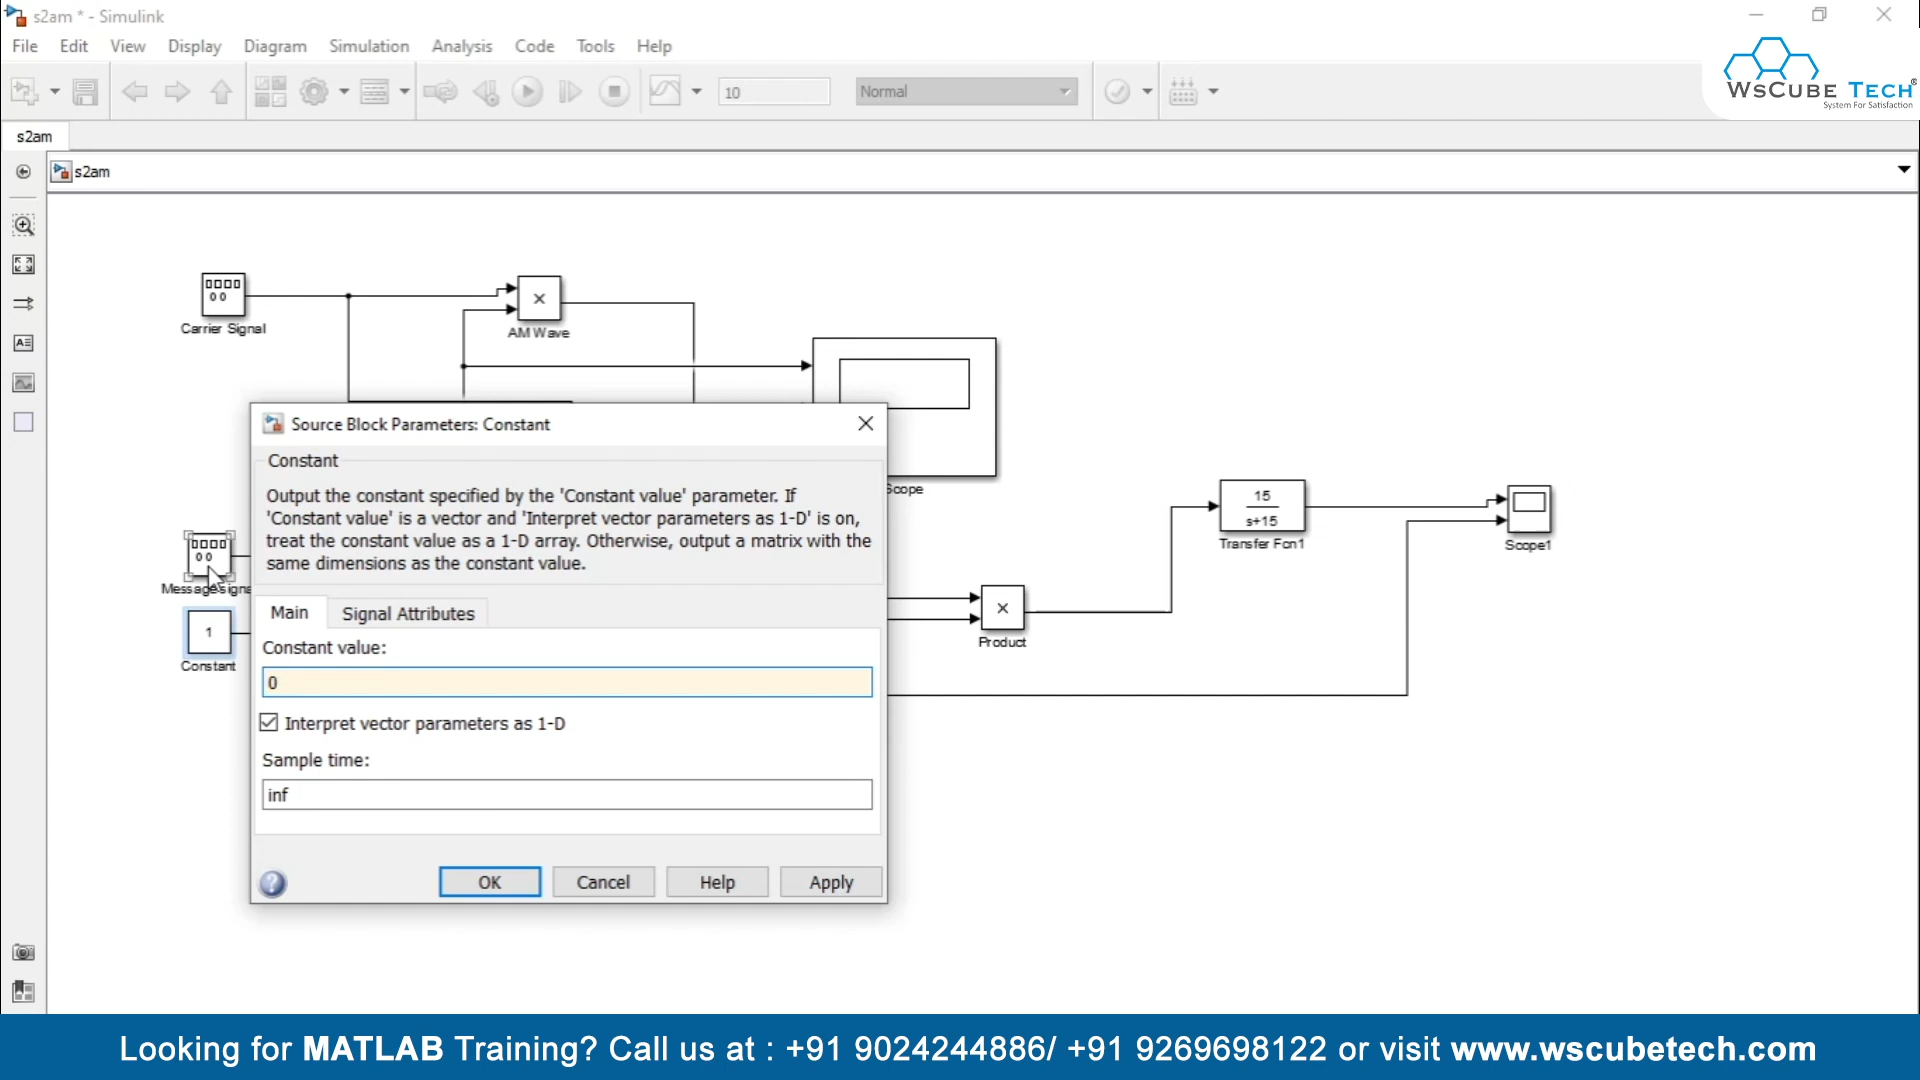 s2am * - Simulink
File Edit View Display Diagram Simulation Analysis Code Tools Help
10
Normal
WsCube Tech®
System For Satisfaction
s2am
s2am
Carrier Signal
×
AM Wave
Scope
15
s+15
Transfer Fcn1
Scope1
×
Product
Message signa
1
Constant
Source Block Parameters: Constant
Constant
Output the constant specified by the 'Constant value' parameter. If
'Constant value' is a vector and 'Interpret vector parameters as 1-D' is on,
treat the constant value as a 1-D array. Otherwise, output a matrix with the
same dimensions as the constant value.
Main Signal Attributes
Constant value:
0
Interpret vector parameters as 1-D
Sample time:
inf
OK Cancel Help Apply
Looking for MATLAB Training? Call us at : +91 9024244886/ +91 9269698122 or visit www.wscubetech.com